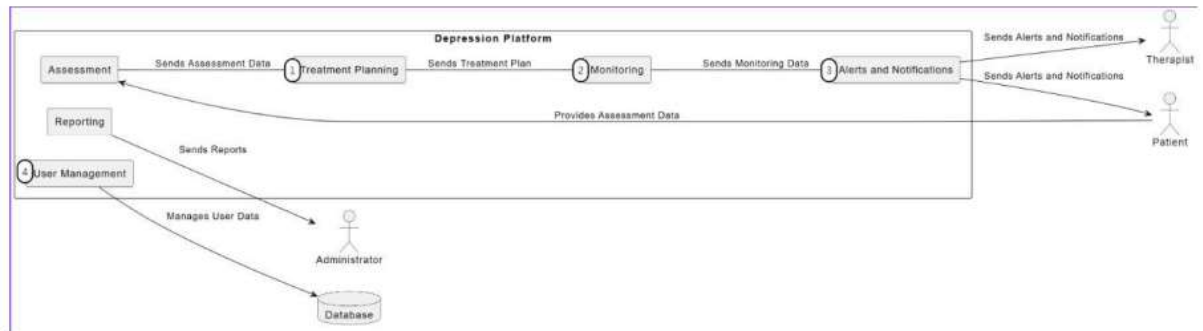 Depression Platform
Sends Alerts and Notifications
Therapist
Assessment
Sends Assessment Data
1 Treatment Planning
Sends Treatment Plan
2 Monitoring
Sends Monitoring Data
3 Alerts and Notifications
Sends Alerts and Notifications
Patient
Provides Assessment Data
Reporting
Sends Reports
4 User Management
Manages User Data
Administrator
Database